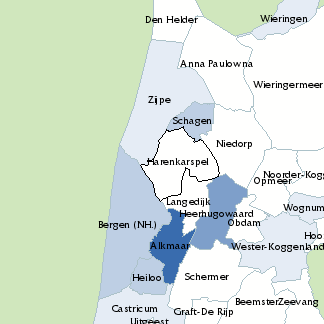 Den Helder
Wieringen
Anna Paulowna
Wieringermeer
Zijpe
Schagen
Niedorp
Harenkarspel
Noorder-Kogg
Opmeer
Langedijk
Wognum
Heerhugowaard
Bergen (NH.)
Obdam
Hoo
Alkmaar
Wester-Koggenland
Heiloo
Schermer
Beemster
Zeevang
Castricum
Graft-De Rijp
Uitgeest